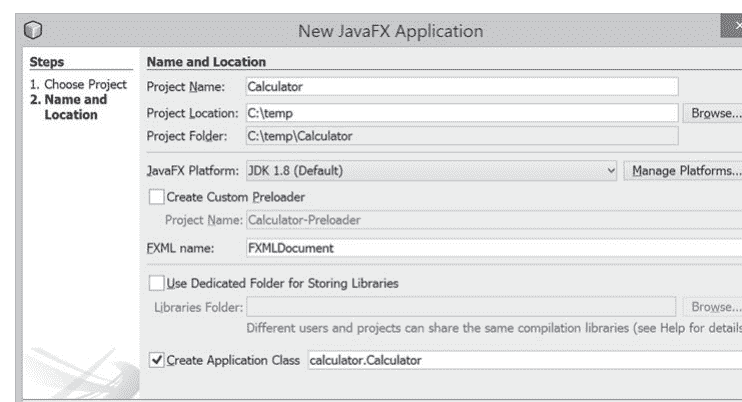 New JavaFX Application
Steps
1. Choose Project
2. Name and
Location
Name and Location
Project Name: Calculator
Project Location: C:\temp Browse...
Project Folder: C:\temp\Calculator
JavaFX Platform: JDK 1.8 (Default) Manage Platforms...
Create Custom Preloader
Project Name: Calculator-Preloader
FXML name: FXMLDocument
Use Dedicated Folder for Storing Libraries
Libraries Folder: Browse...
Different users and projects can share the same compilation libraries (see Help for details
Create Application Class calculator.Calculator